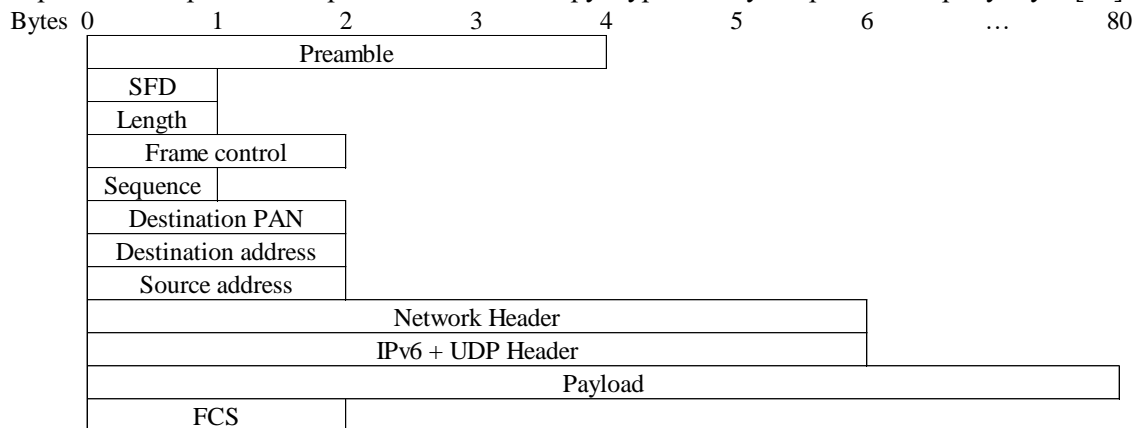 Bytes 0 1 2 3 4 5 6 … 80
Preamble
SFD
Length
Frame control
Sequence
Destination PAN
Destination address
Source address
Network Header
IPv6 + UDP Header
Payload
FCS